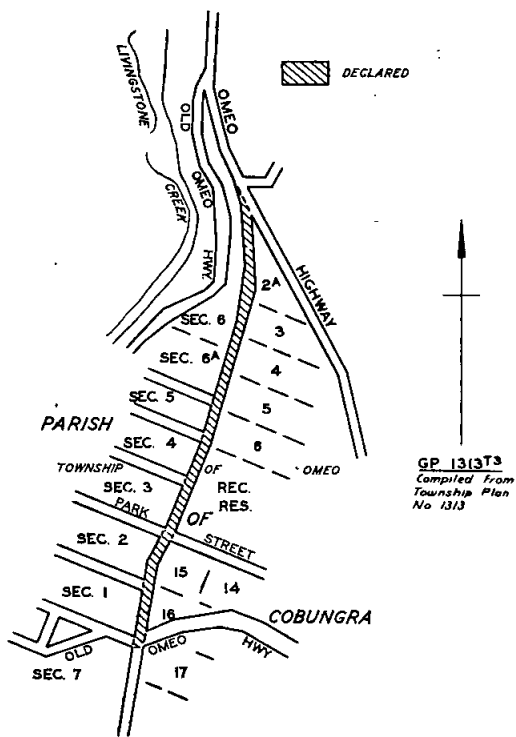 LIVINGSTONE
CREEK
DECLARED
OLD
OMEO
OMEO
HWY.
HIGHWAY
2A
SEC. 6
3
SEC. 6A
4
SEC. 5
5
PARISH
SEC. 4
6
TOWNSHIP
OF
OMEO
GP 1313T3
Compiled From
Township Plan
No 1313
SEC. 3
REC.
RES.
PARK
OF
STREET
SEC. 2
15
14
SEC. 1
16
COBUNGRA
OLD
OMEO
HWY
SEC. 7
17